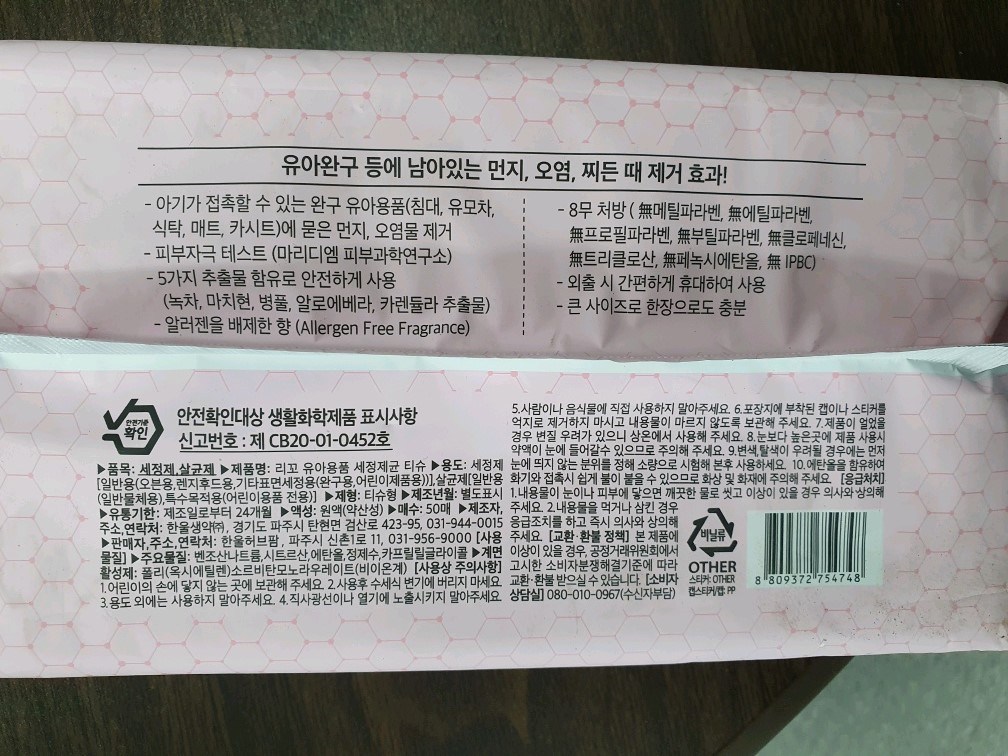 유아완구 등에 남아있는 먼지, 오염, 찌든 때 제거 효과!
- 아기가 접촉할 수 있는 완구 유아용품(침대, 유모차,
식탁, 매트, 카시트)에 묻은 먼지, 오염물 제거
- 피부자극 테스트 (마리디엠 피부과학연구소)
- 5가지 추출물 함유로 안전하게 사용
(녹차, 마치현, 병풀, 알로에베라, 카렌듈라 추출물)
- 알러젠을 배제한 향 (Allergen Free Fragrance)
- 8무 처방 ( 無메틸파라벤, 無에틸파라벤,
無프로필파라벤, 無부틸파라벤, 無클로페네신,
無트리클로산, 無페녹시에탄올, 無 IPBC)
- 외출 시 간편하게 휴대하여 사용
- 큰 사이즈로 한장으로도 충분
안전기준
확인
안전확인대상 생활화학제품 표시사항
신고번호 : 제 CB20-01-0452호
▶품목: 세정제,살균제 ▶제품명: 리꼬 유아용품 세정제균 티슈 ▶용도: 세정제
[일반용(오븐용,렌지후드용,기타표면세정용(완구용,어린이제품용))],살균제[일반용
(일반물체용),특수목적용(어린이용품 전용)] ▶제형: 티슈형 ▶제조년월: 별도표시
▶유통기한: 제조일로부터 24개월 ▶액성: 원액(약산성) ▶매수: 50매 ▶제조자,
주소,연락처: 한울생약㈜, 경기도 파주시 탄현면 검산로 423-95, 031-944-0015
▶판매자,주소,연락처: 한울허브팜, 파주시 신촌1로 11, 031-956-9000 [사용
물질] ▶주요물질: 벤조산나트륨,시트르산,에탄올,정제수,카프릴릴글라이콜 ▶계면
활성제: 폴리(옥시에틸렌)소르비탄모노라우레이트(비이온계) [사용상 주의사항]
1.어린이의 손에 닿지 않는 곳에 보관해 주세요. 2.사용후 수세식 변기에 버리지 마세요.
3.용도 외에는 사용하지 말아주세요. 4.직사광선이나 열기에 노출시키지 말아주세요.
5.사람이나 음식물에 직접 사용하지 말아주세요. 6.포장지에 부착된 캡이나 스티커를
억지로 제거하지 마시고 내용물이 마르지 않도록 보관해 주세요. 7.제품이 얼었을
경우 변질 우려가 있으니 상온에서 사용해 주세요. 8.눈보다 높은곳에 제품 사용시
약액이 눈에 들어갈수 있으므로 주의해 주세요. 9.변색,탈색이 우려될 경우에는 먼저
눈에 띄지 않는 분위를 정해 소량으로 시험해 본후 사용하세요. 10.에탄올을 함유하여
화기와 접촉시 쉽게 불이 붙을 수 있으므로 화상 및 화재에 주의해 주세요. [응급처치]
1.내용물이 눈이나 피부에 닿으면 깨끗한 물로 씻고 이상이 있을 경우 의사와 상의해
주세요. 2.내용물을 먹거나 삼킨 경우
응급조치를 하고 즉시 의사와 상의해
주세요. [교환·환불 정책] 본 제품에
이상이 있을 경우, 공정거래위원회에서
고시한 소비자분쟁해결기준에 따라
교환·환불 받으실 수 있습니다. [소비자
상담실] 080-010-0967(수신자부담)
비닐류
OTHER
스티커: OTHER
캡스티커/캡: PP
8 809372 754748